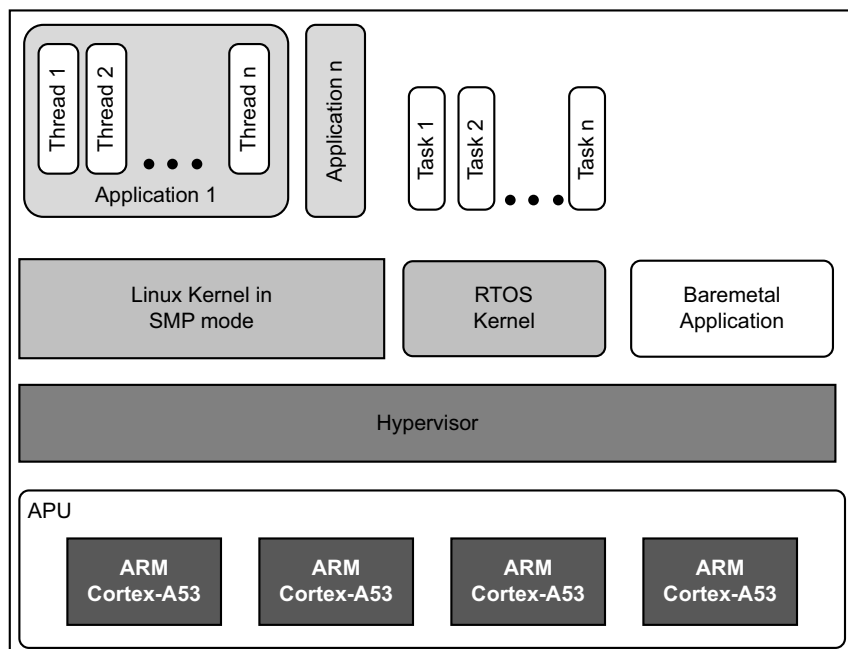 Thread 1
Thread 2
Thread n
Application 1
Application n
Task 1
Task 2
Task n
Linux Kernel in
SMP mode
RTOS
Kernel
Baremetal
Application
Hypervisor
APU
ARM
Cortex-A53
ARM
Cortex-A53
ARM
Cortex-A53
ARM
Cortex-A53